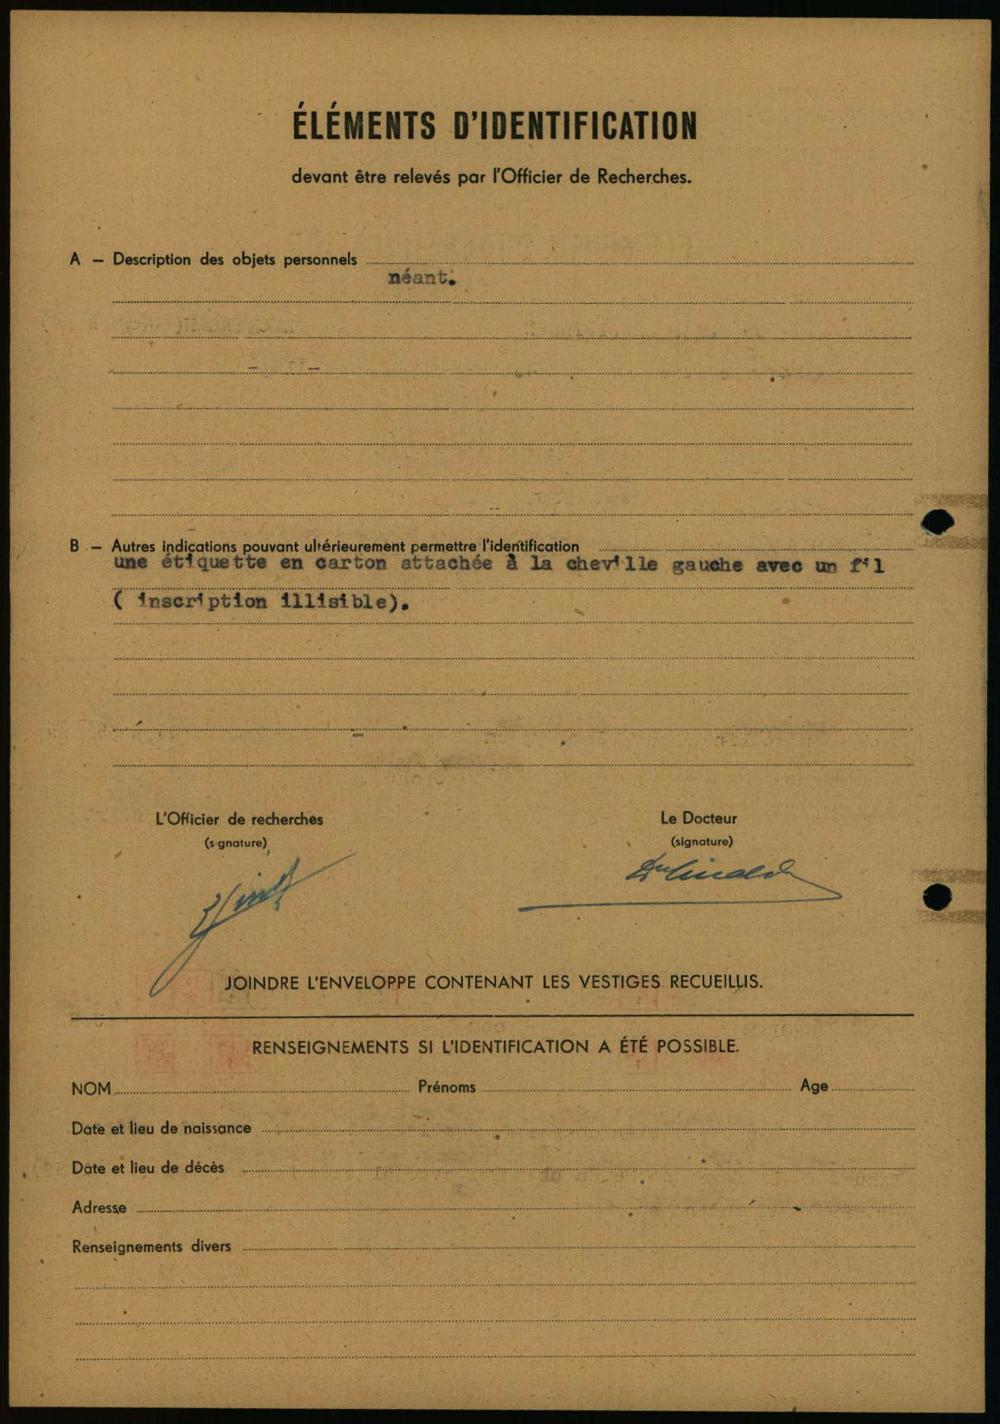 ÉLÉMENTS D'IDENTIFICATION
devant être relevés par l'Officier de Recherches.
A – Description des objets personnels
néant.
B – Autres indications pouvant ultérieurement permettre l'identification
une étiquette en carton attachée à la cheville gauche avec un fil
( inscription illisible).
L'Officier de recherches
Le Docteur
(signature)
(signature)
JOINDRE L'ENVELOPPE CONTENANT LES VESTIGES RECUEILLIS.
RENSEIGNEMENTS SI L'IDENTIFICATION A ÉTÉ POSSIBLE.
NOM Prénoms Age
Date et lieu de naissance
Date et lieu de décès
Adresse
Renseignements divers